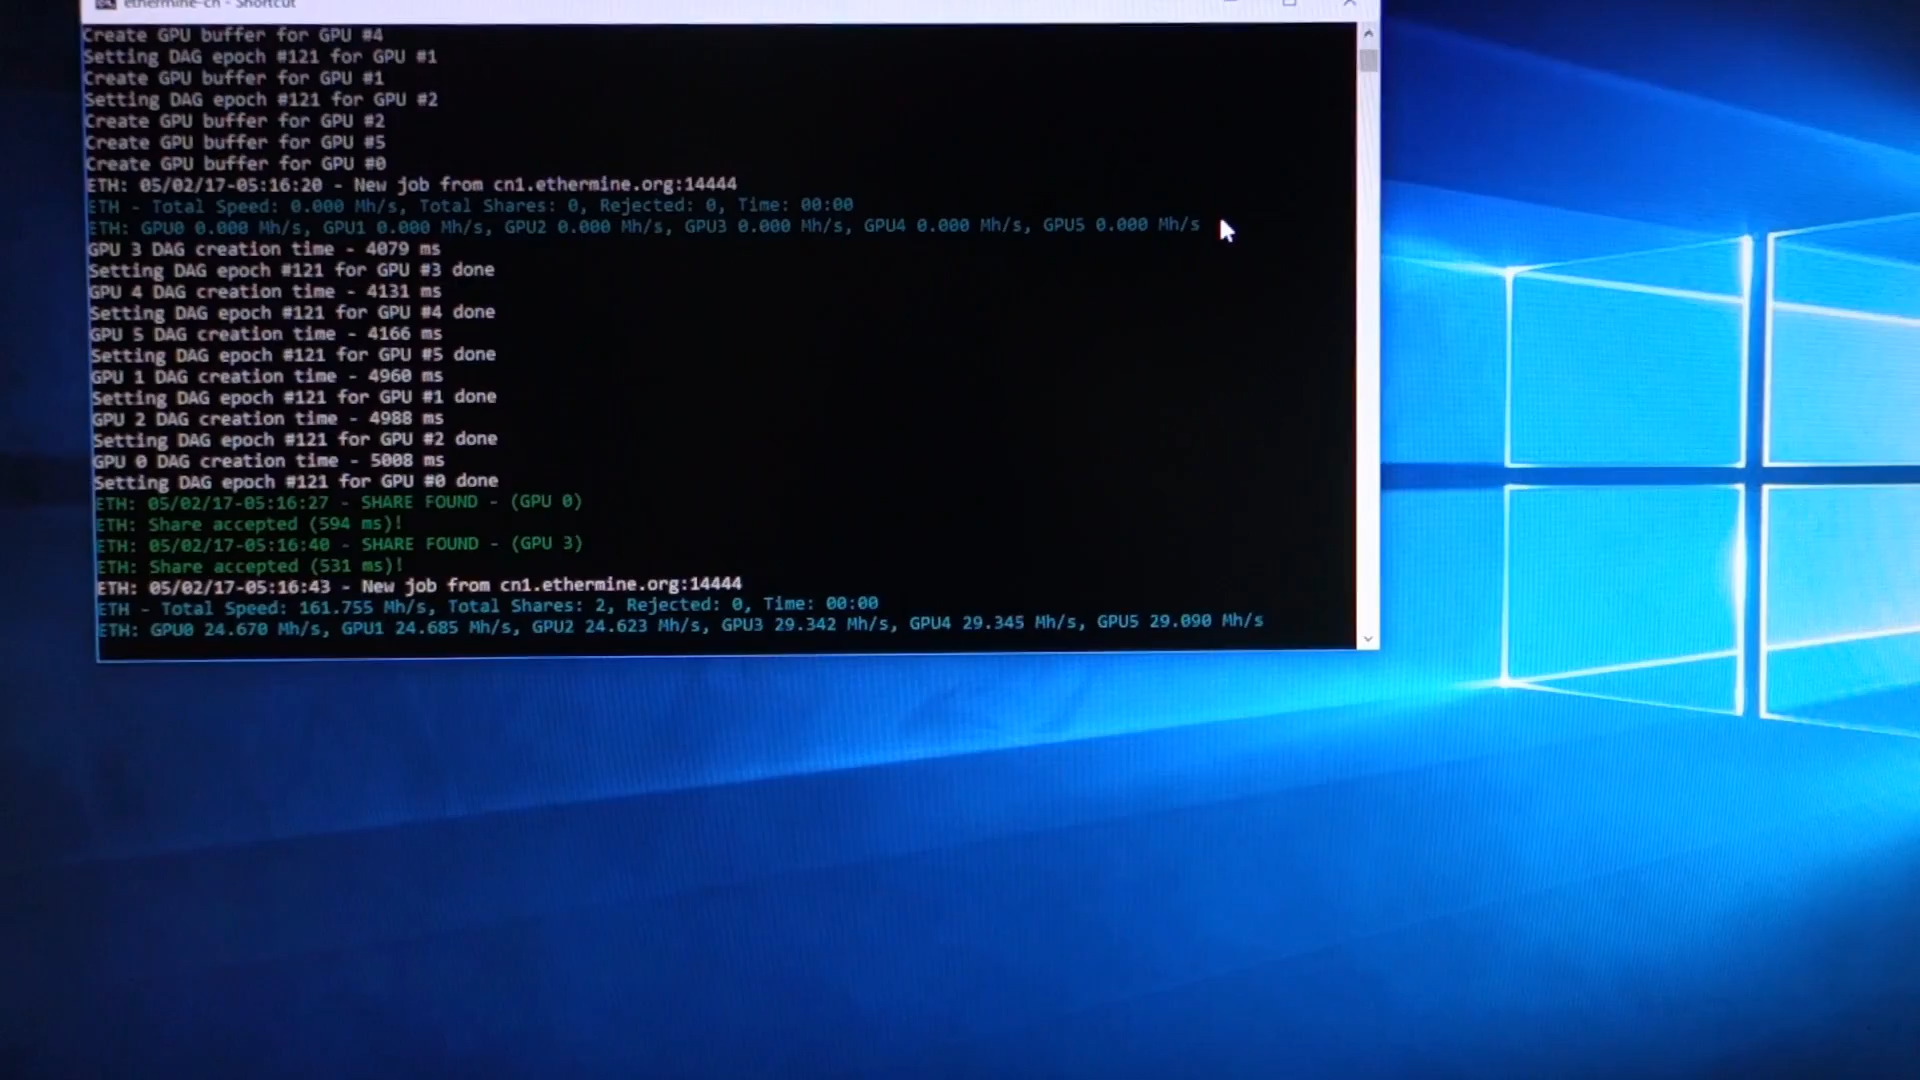 ethermine-cn - Shortcut
Create GPU buffer for GPU #4
Setting DAG epoch #121 for GPU #1
Create GPU buffer for GPU #1
Setting DAG epoch #121 for GPU #2
Create GPU buffer for GPU #2
Create GPU buffer for GPU #5
Create GPU buffer for GPU #0
ETH: 05/02/17-05:16:20 - New job from cn1.ethermine.org:14444
ETH - Total Speed: 0.000 Mh/s, Total Shares: 0, Rejected: 0, Time: 00:00
ETH: GPU0 0.000 Mh/s, GPU1 0.000 Mh/s, GPU2 0.000 Mh/s, GPU3 0.000 Mh/s, GPU4 0.000 Mh/s, GPU5 0.000 Mh/s
GPU 3 DAG creation time - 4079 ms
Setting DAG epoch #121 for GPU #3 done
GPU 4 DAG creation time - 4131 ms
Setting DAG epoch #121 for GPU #4 done
GPU 5 DAG creation time - 4166 ms
Setting DAG epoch #121 for GPU #5 done
GPU 1 DAG creation time - 4960 ms
Setting DAG epoch #121 for GPU #1 done
GPU 2 DAG creation time - 4988 ms
Setting DAG epoch #121 for GPU #2 done
GPU 0 DAG creation time - 5008 ms
Setting DAG epoch #121 for GPU #0 done
ETH: 05/02/17-05:16:27 - SHARE FOUND - (GPU 0)
ETH: Share accepted (594 ms)!
ETH: 05/02/17-05:16:40 - SHARE FOUND - (GPU 3)
ETH: Share accepted (531 ms)!
ETH: 05/02/17-05:16:43 - New job from cn1.ethermine.org:14444
ETH - Total Speed: 161.755 Mh/s, Total Shares: 2, Rejected: 0, Time: 00:00
ETH: GPU0 24.670 Mh/s, GPU1 24.685 Mh/s, GPU2 24.623 Mh/s, GPU3 29.342 Mh/s, GPU4 29.345 Mh/s, GPU5 29.090 Mh/s